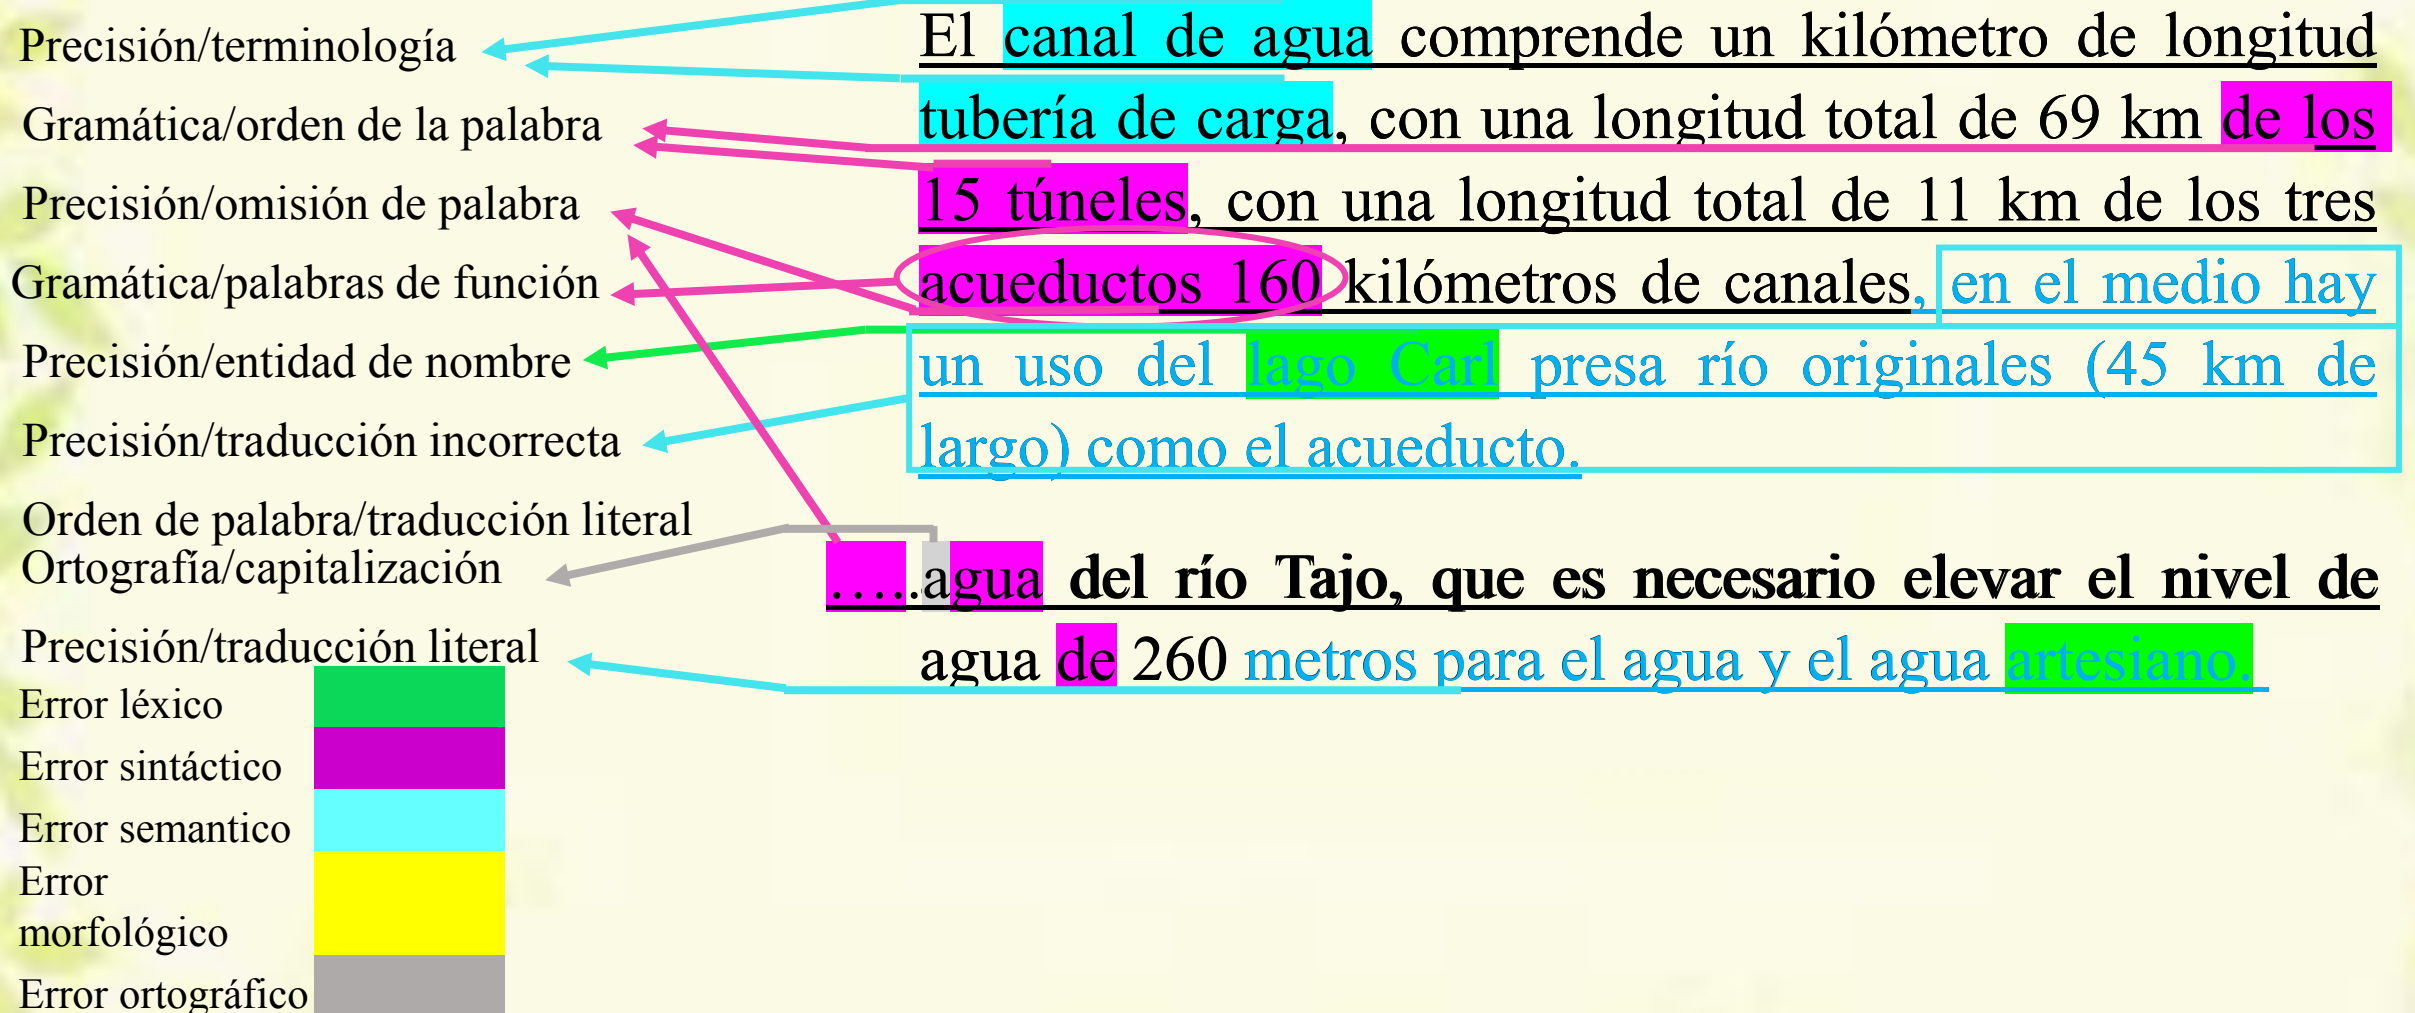 Precisión/terminología
Gramática/orden de la palabra
Precisión/omisión de palabra
Gramática/palabras de función
Precisión/entidad de nombre
Precisión/traducción incorrecta
Orden de palabra/traducción literal
Ortografía/capitalización
Precisión/traducción literal
Error léxico
Error sintáctico
Error semantico
Error
morfológico
Error ortográfico
El canal de agua comprende un kilómetro de longitud
tubería de carga, con una longitud total de 69 km de los
15 túneles, con una longitud total de 11 km de los tres
acueductos 160 kilómetros de canales, en el medio hay
un uso del lago Carl presa río originales (45 km de
largo) como el acueducto.
…..agua del río Tajo, que es necesario elevar el nivel de
agua de 260 metros para el agua y el agua artesiano.